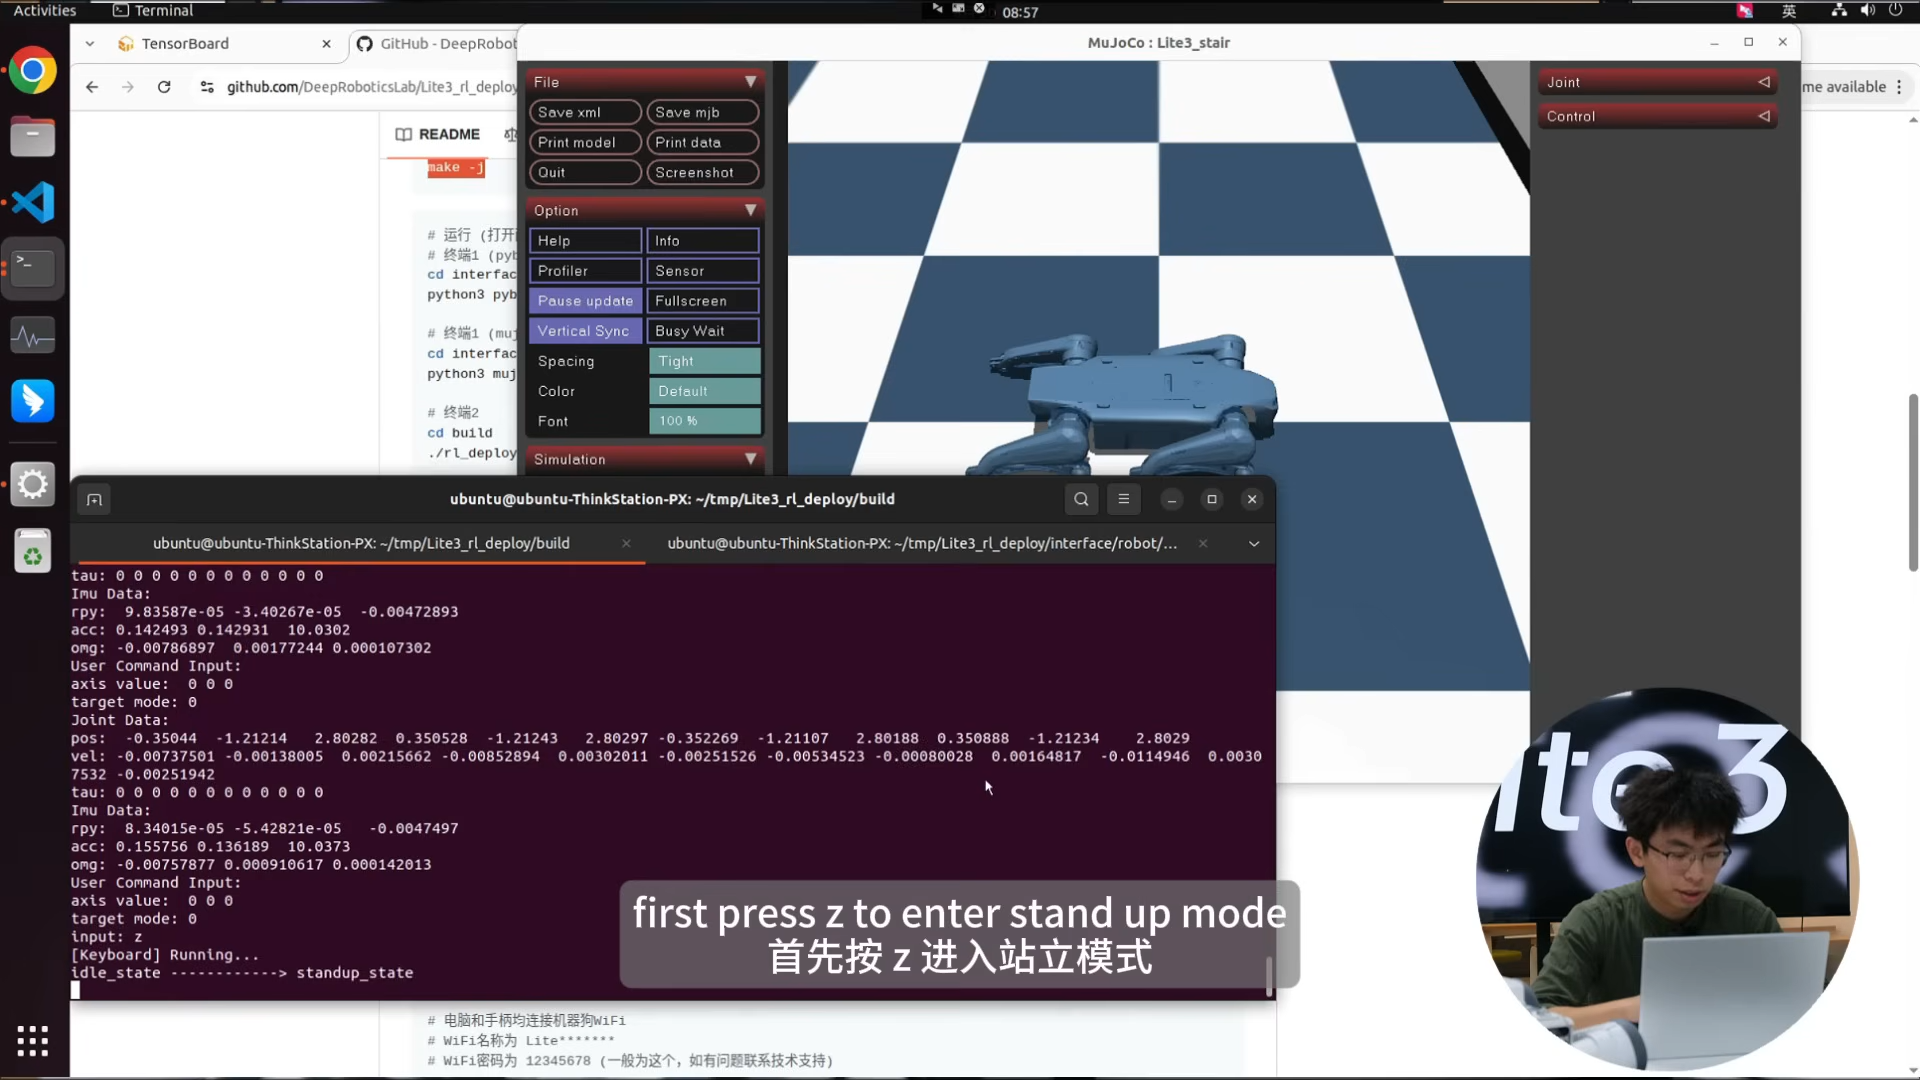 Activities
Terminal
08:57
英
TensorBoard
GitHub - DeepRobot
github.com/DeepRoboticsLab/Lite3_rl_deploy
me available
README
make -j
# 运行 (打开
# 终端1 (pyb
cd interfac
python3 pyb
# 终端1 (muj
cd interfac
python3 muj
# 终端2
cd build
./rl_deploy
MuJoCo : Lite3_stair
File
Save xml
Save mjb
Print model
Print data
Quit
Screenshot
Option
Help
Info
Profiler
Sensor
Pause update
Fullscreen
Vertical Sync
Busy Wait
Spacing
Tight
Color
Default
Font
100 %
Simulation
Joint
Control
ubuntu@ubuntu-ThinkStation-PX: ~/tmp/Lite3_rl_deploy/build
ubuntu@ubuntu-ThinkStation-PX: ~/tmp/Lite3_rl_deploy/build
ubuntu@ubuntu-ThinkStation-PX: ~/tmp/Lite3_rl_deploy/interface/robot/...
tau: 0 0 0 0 0 0 0 0 0 0 0 0
Imu Data:
rpy:  9.83587e-05 -3.40267e-05  -0.00472893
acc: 0.142493 0.142931  10.0302
omg: -0.00786897  0.00177244 0.000107302
User Command Input:
axis value:  0 0 0
target mode: 0
Joint Data:
pos:  -0.35044  -1.21214   2.80282  0.350528  -1.21243   2.80297 -0.352269  -1.21107   2.80188  0.350888  -1.21234    2.8029
vel: -0.00737501 -0.00138005  0.00215662 -0.00852894  0.00302011 -0.00251526 -0.00534523 -0.00080028  0.00164817  -0.0114946  0.0030
7532 -0.00251942
tau: 0 0 0 0 0 0 0 0 0 0 0 0
Imu Data:
rpy:  8.34015e-05 -5.42821e-05   -0.0047497
acc: 0.155756 0.136189  10.0373
omg: -0.00757877 0.000910617 0.000142013
User Command Input:
axis value:  0 0 0
target mode: 0
input: z
[Keyboard] Running...
idle_state ------------> standup_state
first press z to enter stand up mode
首先按 z 进入站立模式
# 电脑和手柄均连接机器狗WiFi
# WiFi名称为 Lite*******
# WiFi密码为 12345678 (一般为这个，如有问题联系技术支持)
ite 3